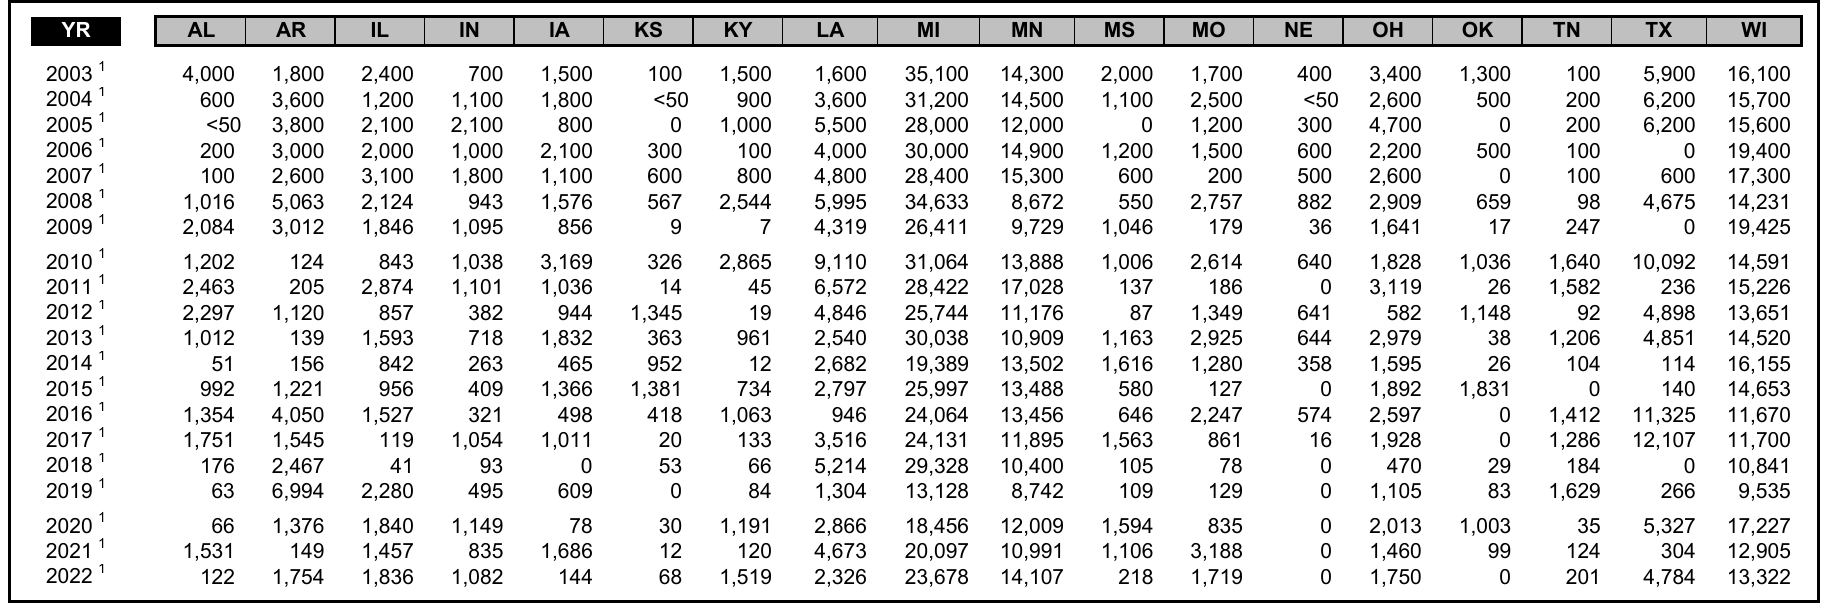 YR AL AR IL IN IA KS KY LA MI MN MS MO NE OH OK TN TX WI
2003 1 4,000 1,800 2,400 700 1,500 100 1,500 1,600 35,100 14,300 2,000 1,700 400 3,400 1,300 100 5,900 16,100
2004 1 600 3,600 1,200 1,100 1,800 <50 900 3,600 31,200 14,500 1,100 2,500 <50 2,600 500 200 6,200 15,700
2005 1 <50 3,800 2,100 2,100 800 0 1,000 5,500 28,000 12,000 0 1,200 300 4,700 0 200 6,200 15,600
2006 1 200 3,000 2,000 1,000 2,100 300 100 4,000 30,000 14,900 1,200 1,500 600 2,200 500 100 0 19,400
2007 1 100 2,600 3,100 1,800 1,100 600 800 4,800 28,400 15,300 600 200 500 2,600 0 100 600 17,300
2008 1 1,016 5,063 2,124 943 1,576 567 2,544 5,995 34,633 8,672 550 2,757 882 2,909 659 98 4,675 14,231
2009 1 2,084 3,012 1,846 1,095 856 9 7 4,319 26,411 9,729 1,046 179 36 1,641 17 247 0 19,425
2010 1 1,202 124 843 1,038 3,169 326 2,865 9,110 31,064 13,888 1,006 2,614 640 1,828 1,036 1,640 10,092 14,591
2011 1 2,463 205 2,874 1,101 1,036 14 45 6,572 28,422 17,028 137 186 0 3,119 26 1,582 236 15,226
2012 1 2,297 1,120 857 382 944 1,345 19 4,846 25,744 11,176 87 1,349 641 582 1,148 92 4,898 13,651
2013 1 1,012 139 1,593 718 1,832 363 961 2,540 30,038 10,909 1,163 2,925 644 2,979 38 1,206 4,851 14,520
2014 1 51 156 842 263 465 952 12 2,682 19,389 13,502 1,616 1,280 358 1,595 26 104 114 16,155
2015 1 992 1,221 956 409 1,366 1,381 734 2,797 25,997 13,488 580 127 0 1,892 1,831 0 140 14,653
2016 1 1,354 4,050 1,527 321 498 418 1,063 946 24,064 13,456 646 2,247 574 2,597 0 1,412 11,325 11,670
2017 1 1,751 1,545 119 1,054 1,011 20 133 3,516 24,131 11,895 1,563 861 16 1,928 0 1,286 12,107 11,700
2018 1 176 2,467 41 93 0 53 66 5,214 29,328 10,400 105 78 0 470 29 184 0 10,841
2019 1 63 6,994 2,280 495 609 0 84 1,304 13,128 8,742 109 129 0 1,105 83 1,629 266 9,535
2020 1 66 1,376 1,840 1,149 78 30 1,191 2,866 18,456 12,009 1,594 835 0 2,013 1,003 35 5,327 17,227
2021 1 1,531 149 1,457 835 1,686 12 120 4,673 20,097 10,991 1,106 3,188 0 1,460 99 124 304 12,905
2022 1 122 1,754 1,836 1,082 144 68 1,519 2,326 23,678 14,107 218 1,719 0 1,750 0 201 4,784 13,322